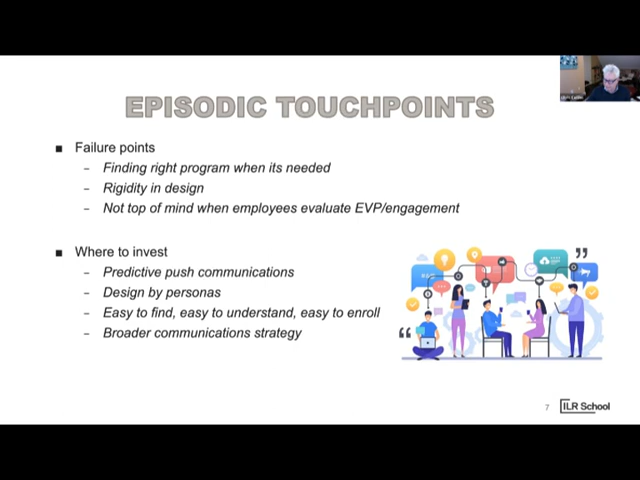 EPISODIC TOUCHPOINTS
■ Failure points
– Finding right program when its needed
– Rigidity in design
– Not top of mind when employees evaluate EVP/engagement
■ Where to invest
– Predictive push communications
– Design by personas
– Easy to find, easy to understand, easy to enroll
– Broader communications strategy
7
ILR School